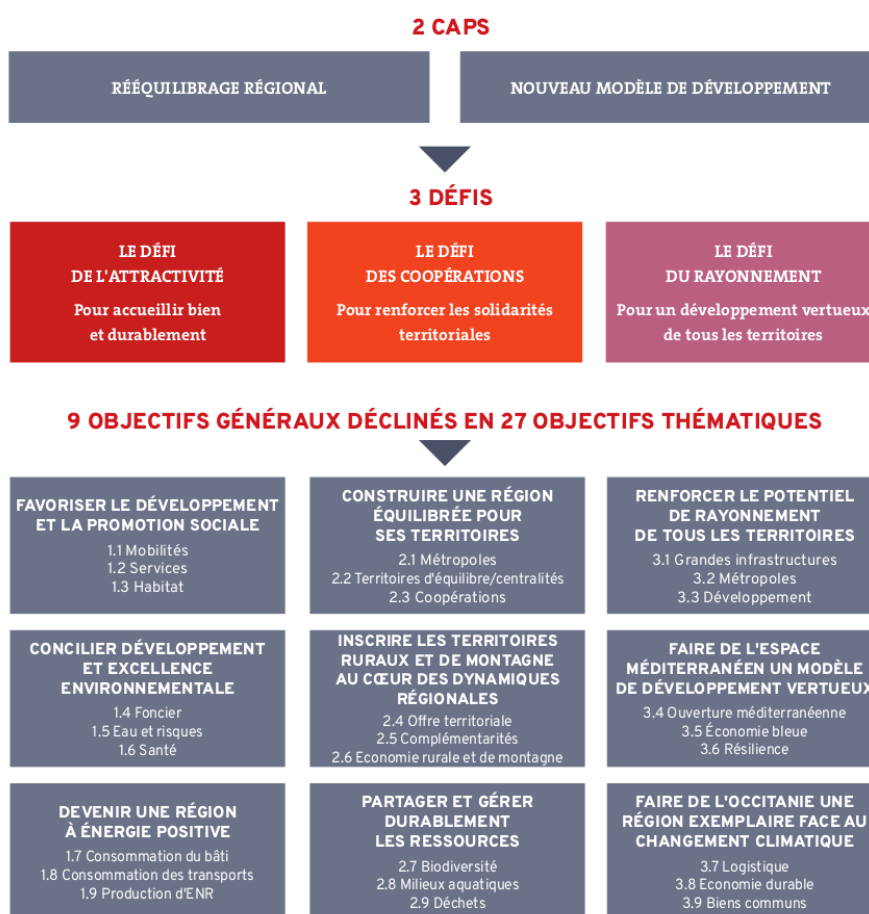 2 CAPS
RÉÉQUILIBRAGE RÉGIONAL
NOUVEAU MODÈLE DE DÉVELOPPEMENT
3 DÉFIS
LE DÉFI
DE L'ATTRACTIVITÉ
Pour accueillir bien
et durablement
LE DÉFI
DES COOPÉRATIONS
Pour renforcer les solidarités
territoriales
LE DÉFI
DU RAYONNEMENT
Pour un développement vertueux
de tous les territoires
9 OBJECTIFS GÉNÉRAUX DÉCLINÉS EN 27 OBJECTIFS THÉMATIQUES
FAVORISER LE DÉVELOPPEMENT
ET LA PROMOTION SOCIALE
1.1 Mobilités
1.2 Services
1.3 Habitat
CONSTRUIRE UNE RÉGION
ÉQUILIBRÉE POUR
SES TERRITOIRES
2.1 Métropoles
2.2 Territoires d'équilibre/centralités
2.3 Coopérations
RENFORCER LE POTENTIEL
DE RAYONNEMENT
DE TOUS LES TERRITOIRES
3.1 Grandes infrastructures
3.2 Métropoles
3.3 Développement
CONCILIER DÉVELOPPEMENT
ET EXCELLENCE
ENVIRONNEMENTALE
1.4 Foncier
1.5 Eau et risques
1.6 Santé
INSCRIRE LES TERRITOIRES
RURAUX ET DE MONTAGNE
AU CŒUR DES DYNAMIQUES
RÉGIONALES
2.4 Offre territoriale
2.5 Complémentarités
2.6 Economie rurale et de montagne
FAIRE DE L'ESPACE
MÉDITERRANÉEN UN MODÈLE
DE DÉVELOPPEMENT VERTUEUX
3.4 Ouverture méditerranéenne
3.5 Économie bleue
3.6 Résilience
DEVENIR UNE RÉGION
À ÉNERGIE POSITIVE
1.7 Consommation du bâti
1.8 Consommation des transports
1.9 Production d'ENR
PARTAGER ET GÉRER
DURABLEMENT
LES RESSOURCES
2.7 Biodiversité
2.8 Milieux aquatiques
2.9 Déchets
FAIRE DE L'OCCITANIE UNE
RÉGION EXEMPLAIRE FACE AU
CHANGEMENT CLIMATIQUE
3.7 Logistique
3.8 Economie durable
3.9 Biens communs